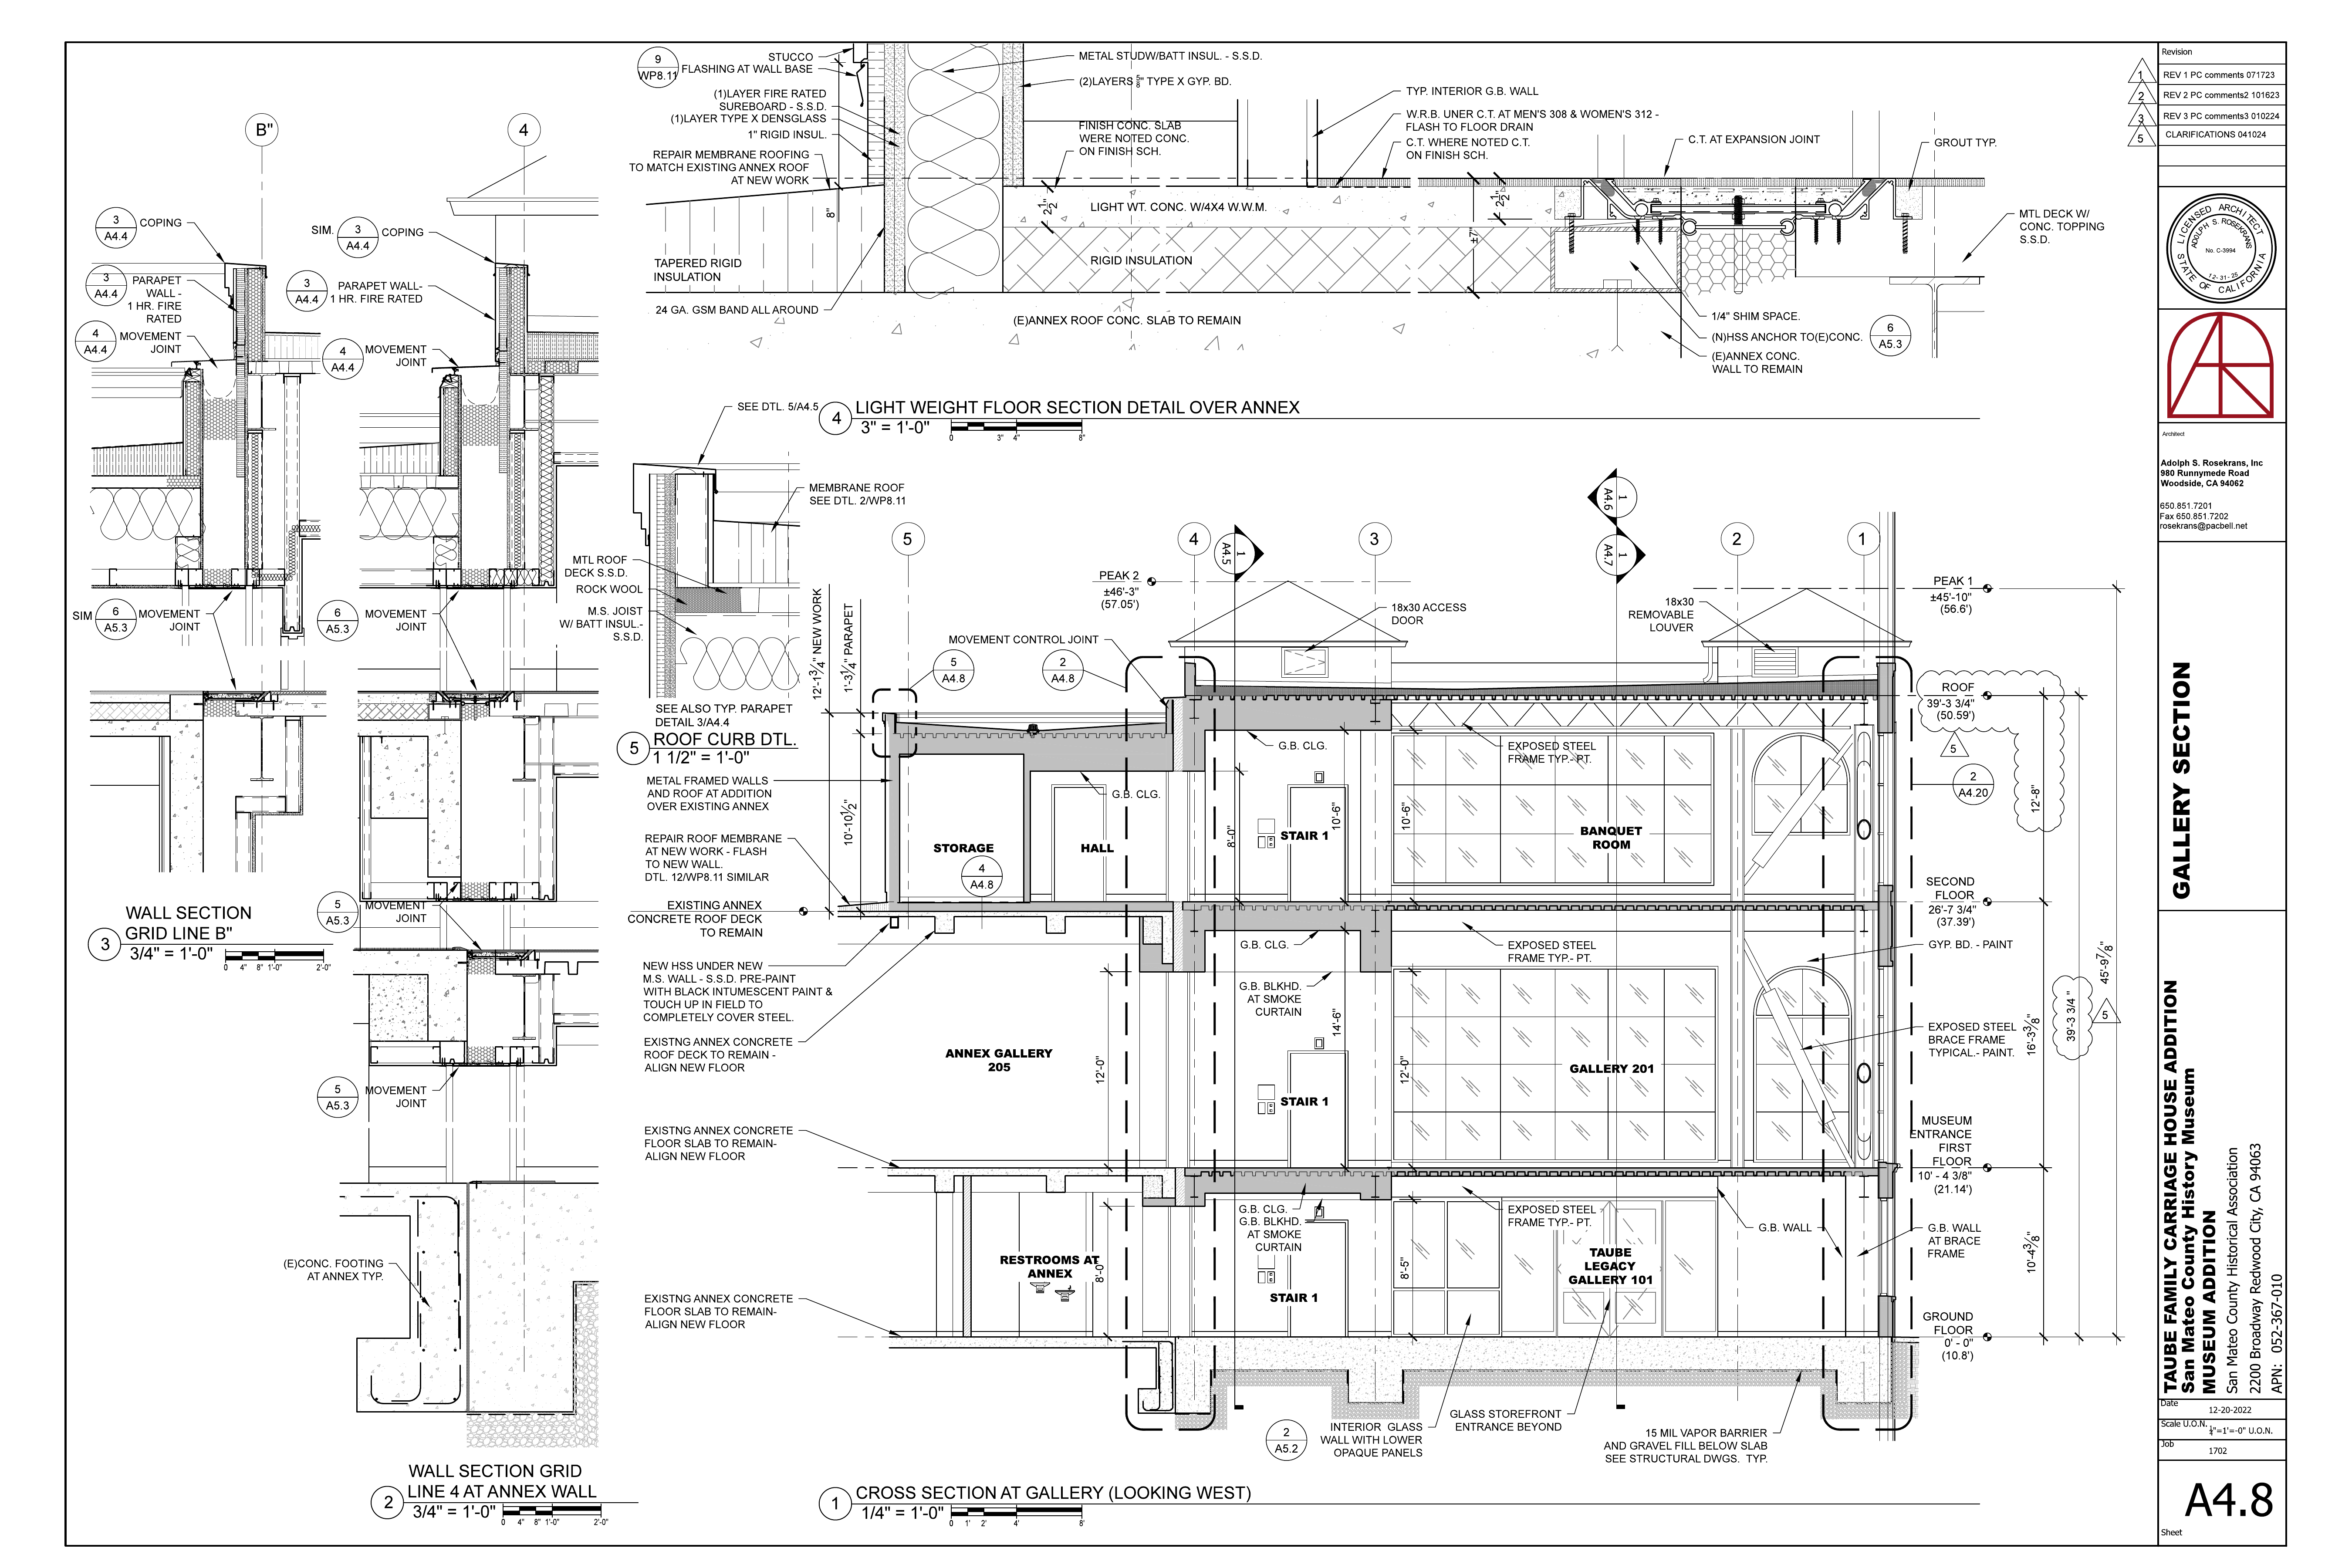 9
WP8.11
STUCCO
FLASHING AT WALL BASE
(1)LAYER FIRE RATED
SUREBOARD - S.S.D.
(1)LAYER TYPE X DENSGLASS
1" RIGID INSUL.
REPAIR MEMBRANE ROOFING
TO MATCH EXISTING ANNEX ROOF
AT NEW WORK
8"
TAPERED RIGID
INSULATION
24 GA. GSM BAND ALL AROUND
METAL STUDW/BATT INSUL. - S.S.D.
(2)LAYERS 5/8" TYPE X GYP. BD.
FINISH CONC. SLAB
WERE NOTED CONC.
ON FINISH SCH.
TYP. INTERIOR G.B. WALL
W.R.B. UNER C.T. AT MEN'S 308 & WOMEN'S 312 -
FLASH TO FLOOR DRAIN
C.T. WHERE NOTED C.T.
ON FINISH SCH.
C.T. AT EXPANSION JOINT
GROUT TYP.
2 1/2"
LIGHT WT. CONC. W/4X4 W.W.M.
RIGID INSULATION
±7"
2 1/2"
MTL DECK W/
CONC. TOPPING
S.S.D.
(E)ANNEX ROOF CONC. SLAB TO REMAIN
1/4" SHIM SPACE.
(N)HSS ANCHOR TO(E)CONC.
(E)ANNEX CONC.
WALL TO REMAIN
6
A5.3
4
LIGHT WEIGHT FLOOR SECTION DETAIL OVER ANNEX
3" = 1'-0"
0 3" 4" 8"
B"
4
3
A4.4
COPING
SIM.
3
A4.4
COPING
3
A4.4
PARAPET
WALL -
1 HR. FIRE
RATED
3
A4.4
PARAPET WALL-
1 HR. FIRE RATED
4
A4.4
MOVEMENT
JOINT
4
A4.4
MOVEMENT
JOINT
SIM
6
A5.3
MOVEMENT
JOINT
6
A5.3
MOVEMENT
JOINT
3
WALL SECTION
GRID LINE B"
3/4" = 1'-0"
0 4" 8" 1'-0" 2'-0"
5
A5.3
MOVEMENT
JOINT
5
A5.3
MOVEMENT
JOINT
(E)CONC. FOOTING
AT ANNEX TYP.
2
WALL SECTION GRID
LINE 4 AT ANNEX WALL
3/4" = 1'-0"
0 4" 8" 1'-0" 2'-0"
SEE DTL. 5/A4.5
MEMBRANE ROOF
SEE DTL. 2/WP8.11
MTL ROOF
DECK S.S.D.
ROCK WOOL
M.S. JOIST
W/ BATT INSUL.-
S.S.D.
SEE ALSO TYP. PARAPET
DETAIL 3/A4.4
5
ROOF CURB DTL.
1 1/2" = 1'-0"
5
4
3
2
1
1
A4.5
1
A4.6
1
A4.7
PEAK 2
±46'-3"
(57.05')
18x30 ACCESS
DOOR
18x30
REMOVABLE
LOUVER
PEAK 1
±45'-10"
(56.6')
MOVEMENT CONTROL JOINT
5
A4.8
2
A4.8
12'-1 3/4" NEW WORK
1'-3 1/4" PARAPET
10'-10 1/2"
METAL FRAMED WALLS
AND ROOF AT ADDITION
OVER EXISTING ANNEX
REPAIR ROOF MEMBRANE
AT NEW WORK - FLASH
TO NEW WALL.
DTL. 12/WP8.11 SIMILAR
EXISTING ANNEX
CONCRETE ROOF DECK
TO REMAIN
NEW HSS UNDER NEW
M.S. WALL - S.S.D. PRE-PAINT
WITH BLACK INTUMESCENT PAINT &
TOUCH UP IN FIELD TO
COMPLETELY COVER STEEL.
EXISTNG ANNEX CONCRETE
ROOF DECK TO REMAIN -
ALIGN NEW FLOOR
EXISTNG ANNEX CONCRETE
FLOOR SLAB TO REMAIN-
ALIGN NEW FLOOR
EXISTNG ANNEX CONCRETE
FLOOR SLAB TO REMAIN-
ALIGN NEW FLOOR
STORAGE
4
A4.8
HALL
G.B. CLG.
G.B. CLG.
8'-0"
STAIR 1
10'-6"
10'-6"
EXPOSED STEEL
FRAME TYP.- PT.
BANQUET
ROOM
ROOF
39'-3 3/4"
(50.59')
5
2
A4.20
12'-8"
SECOND
FLOOR
26'-7 3/4"
(37.39')
G.B. CLG.
EXPOSED STEEL
FRAME TYP.- PT.
GYP. BD. - PAINT
G.B. BLKHD.
AT SMOKE
CURTAIN
14'-6"
ANNEX GALLERY
205
12'-0"
12'-0"
STAIR 1
GALLERY 201
EXPOSED STEEL
BRACE FRAME
TYPICAL.- PAINT.
16'-3 3/8"
39'-3 3/4 "
45'-9 7/8"
5
MUSEUM
ENTRANCE
FIRST
FLOOR
10' - 4 3/8"
(21.14')
G.B. CLG.
G.B. BLKHD.
AT SMOKE
CURTAIN
EXPOSED STEEL
FRAME TYP.- PT.
G.B. WALL
G.B. WALL
AT BRACE
FRAME
RESTROOMS AT
ANNEX
8'-0"
STAIR 1
8'-5"
TAUBE
LEGACY
GALLERY 101
10'-4 3/8"
GROUND
FLOOR
0' - 0"
(10.8')
2
A5.2
INTERIOR GLASS
WALL WITH LOWER
OPAQUE PANELS
GLASS STOREFRONT
ENTRANCE BEYOND
15 MIL VAPOR BARRIER
AND GRAVEL FILL BELOW SLAB
SEE STRUCTURAL DWGS. TYP.
1
CROSS SECTION AT GALLERY (LOOKING WEST)
1/4" = 1'-0"
0 1' 2' 4' 8'
Revision
1 REV 1 PC comments 071723
2 REV 2 PC comments2 101623
3 REV 3 PC comments3 010224
5 CLARIFICATIONS 041024
LICENSED ARCHITECT
ADOLPH S. ROSEKRANS
No. C-3994
12-31-25
STATE OF CALIFORNIA
Architect
Adolph S. Rosekrans, Inc
980 Runnymede Road
Woodside, CA 94062
650.851.7201
Fax 650.851.7202
rosekrans@pacbell.net
GALLERY SECTION
TAUBE FAMILY CARRIAGE HOUSE ADDITION
San Mateo County History Museum
MUSEUM ADDITION
San Mateo County Historical Association
2200 Broadway Redwood City, CA 94063
APN: 052-367-010
Date
12-20-2022
Scale U.O.N.
1/4"=1'=-0" U.O.N.
Job
1702
A4.8
Sheet